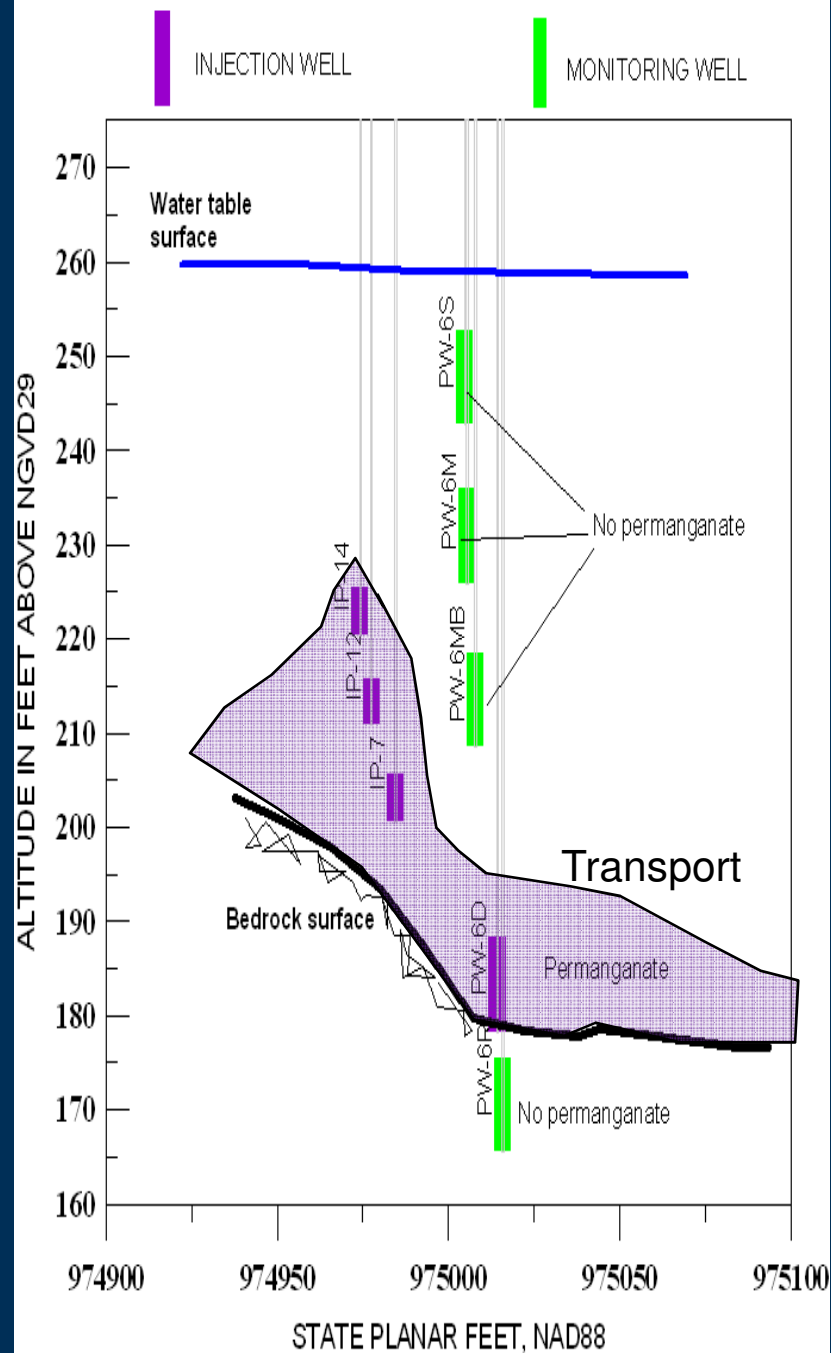 INJECTION WELL
MONITORING WELL
270
Water table
surface
260
PW-6S
250
240
PW-6M
230
No permanganate
IP-14
220
IP-12
PW-6MB
210
IP-7
200
Transport
Bedrock surface
190
PW-6D
Permanganate
180
PW-6R
170
No permanganate
160
ALTITUDE IN FEET ABOVE NGVD29
974900
974950
975000
975050
975100
STATE PLANAR FEET, NAD88